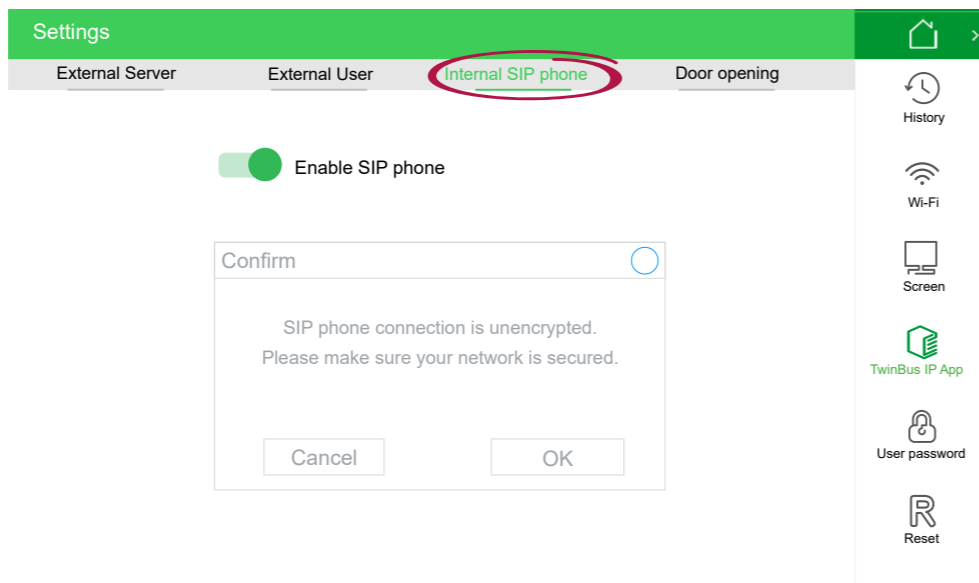 Settings
External Server
External User
Internal SIP phone
Door opening
Enable SIP phone
Confirm
SIP phone connection is unencrypted.
Please make sure your network is secured.
Cancel
OK
History
Wi-Fi
Screen
TwinBus IP App
User password
Reset